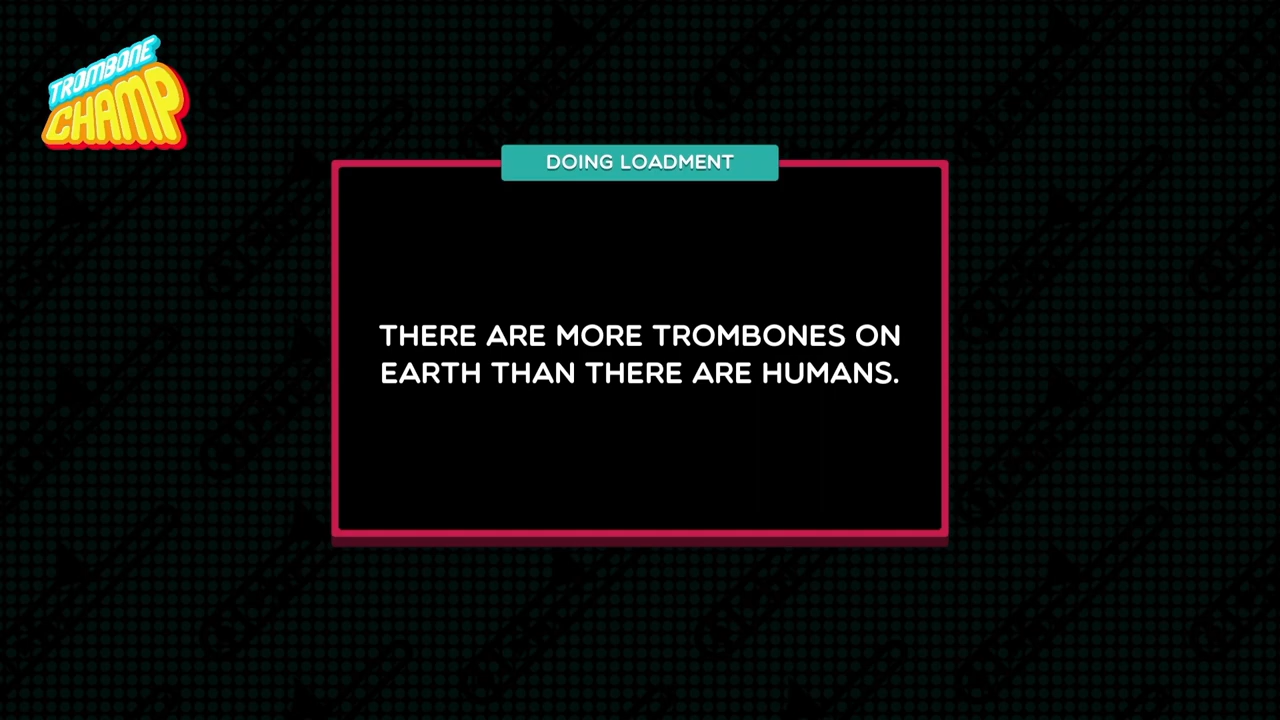 TROMBONE
CHAMP
DOING LOADMENT
THERE ARE MORE TROMBONES ON
EARTH THAN THERE ARE HUMANS.